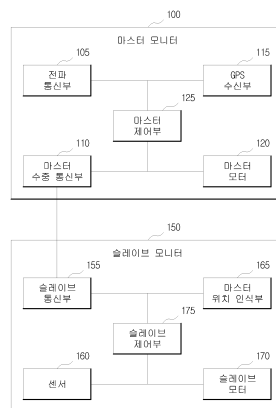 100
마스터 모니터
105
115
전파
통신부
GPS
수신부
125
마스터
제어부
110
120
마스터
수중 통신부
마스터
모터
150
슬레이브 모니터
155
165
슬레이브
통신부
마스터
위치 인식부
175
슬레이브
제어부
160
170
센서
슬레이브
모터